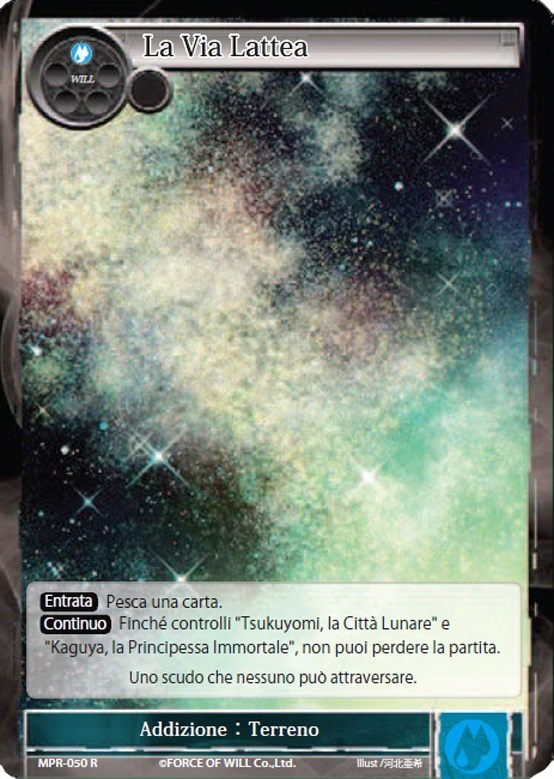 La Via Lattea
WILL
Entrata Pesca una carta.
Continuo Finché controlli "Tsukuyomi, la Città Lunare" e
"Kaguya, la Principessa Immortale", non puoi perdere la partita.
Uno scudo che nessuno può attraversare.
Addizione : Terreno
MPR-050 R ©FORCE OF WILL Co.,Ltd. Illust /河北亜希